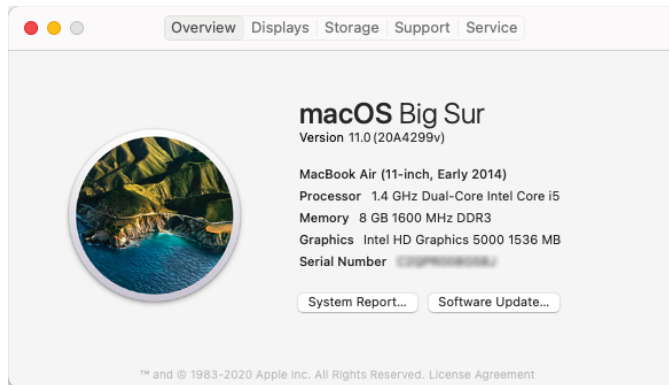 Overview Displays Storage Support Service
macOS Big Sur
Version 11.0 (20A4299v)
MacBook Air (11-inch, Early 2014)
Processor 1.4 GHz Dual-Core Intel Core i5
Memory 8 GB 1600 MHz DDR3
Graphics Intel HD Graphics 5000 1536 MB
Serial Number
System Report... Software Update...
™ and © 1983-2020 Apple Inc. All Rights Reserved. License Agreement